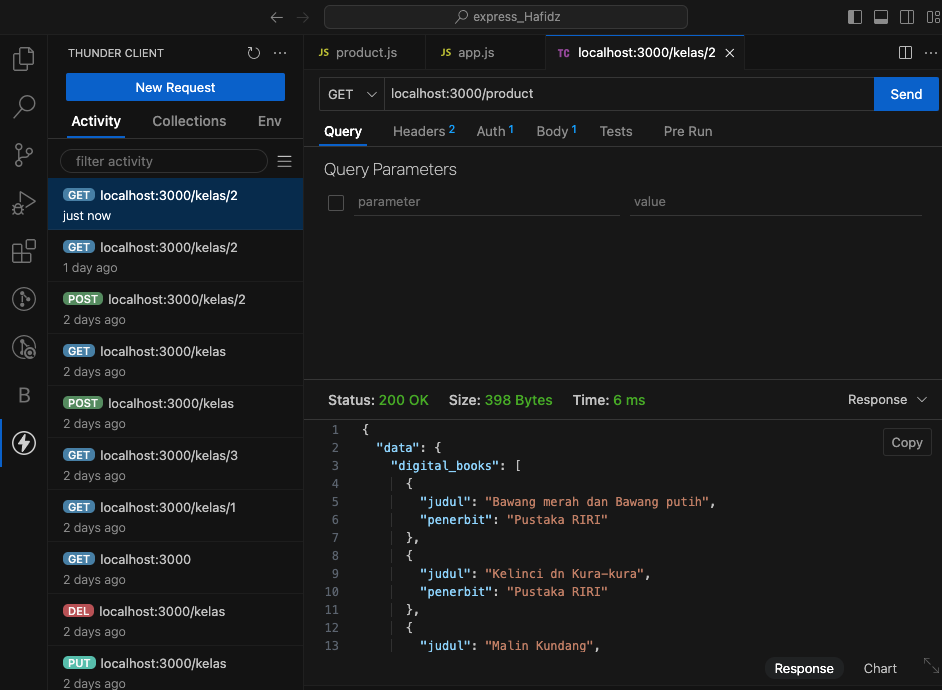 express_Hafidz
THUNDER CLIENT
New Request
Activity Collections Env
filter activity
GET localhost:3000/kelas/2
just now
GET localhost:3000/kelas/2
1 day ago
POST localhost:3000/kelas/2
2 days ago
GET localhost:3000/kelas
2 days ago
POST localhost:3000/kelas
2 days ago
GET localhost:3000/kelas/3
2 days ago
GET localhost:3000/kelas/1
2 days ago
GET localhost:3000
2 days ago
DEL localhost:3000/kelas
2 days ago
PUT localhost:3000/kelas
2 days ago
B
JS product.js JS app.js TC localhost:3000/kelas/2
GET localhost:3000/product Send
Query Headers 2 Auth 1 Body 1 Tests Pre Run
Query Parameters
parameter value
Status: 200 OK Size: 398 Bytes Time: 6 ms Response
Copy
1 {
2 "data": {
3 "digital_books": [
4 {
5 "judul": "Bawang merah dan Bawang putih",
6 "penerbit": "Pustaka RIRI"
7 },
8 {
9 "judul": "Kelinci dn Kura-kura",
10 "penerbit": "Pustaka RIRI"
11 },
12 {
13 "judul": "Malin Kundang",
Response Chart